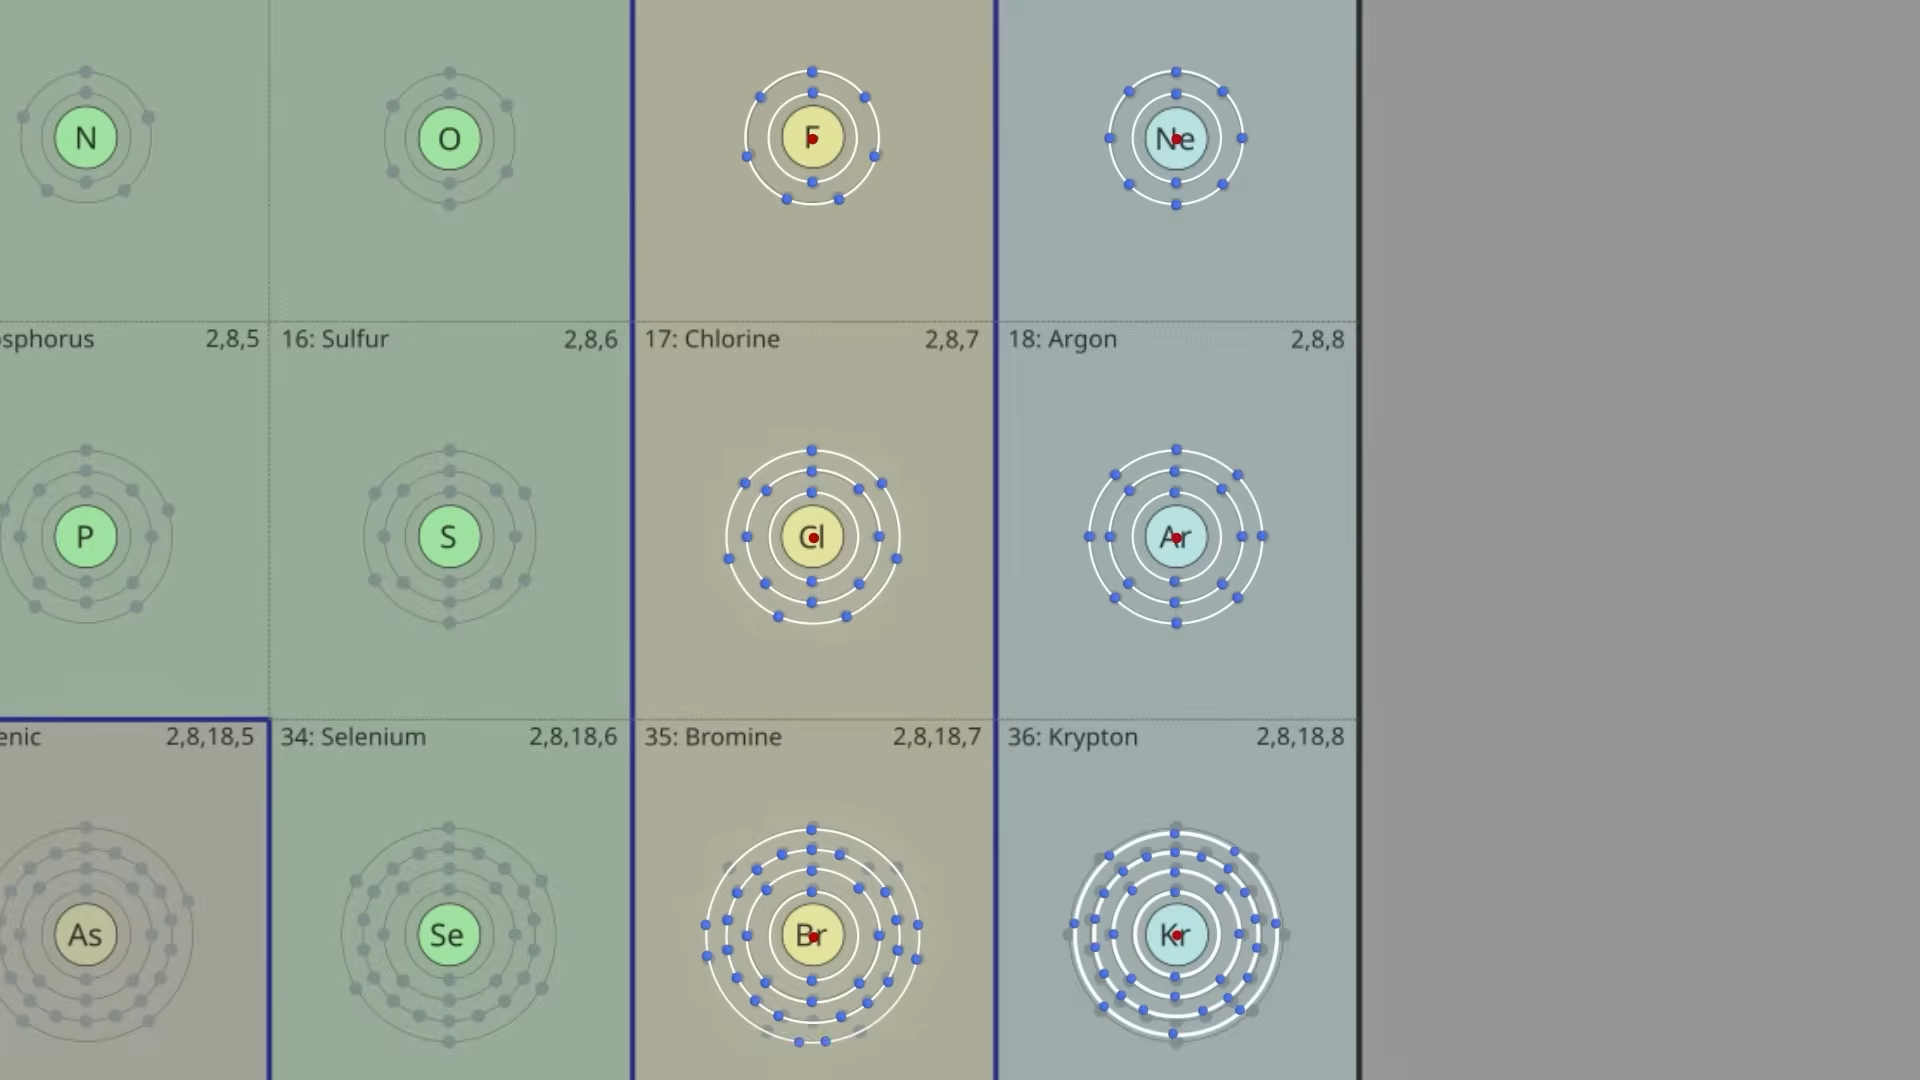 N
O
F
Ne
sphorus 2,8,5
16: Sulfur 2,8,6
17: Chlorine 2,8,7
18: Argon 2,8,8
P
S
Cl
Ar
enic 2,8,18,5
34: Selenium 2,8,18,6
35: Bromine 2,8,18,7
36: Krypton 2,8,18,8
As
Se
Br
Kr